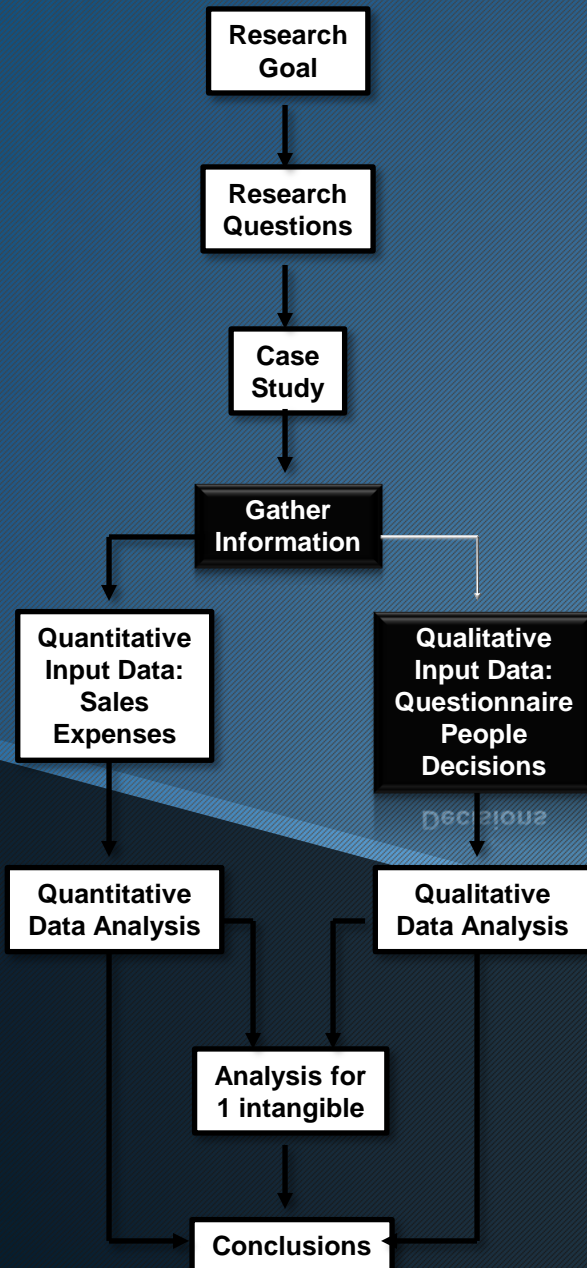 Research
Goal
Research
Questions
Case
Study
Gather
Information
Quantitative
Input Data:
Sales
Expenses
Qualitative
Input Data:
Questionnaire
People
Decisions
Decisions
Quantitative
Data Analysis
Qualitative
Data Analysis
Analysis for
1 intangible
Conclusions